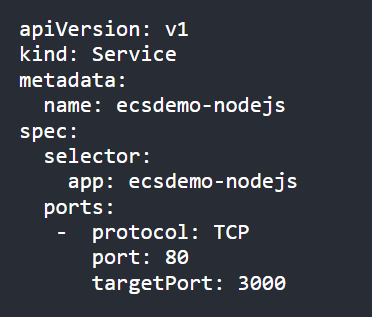 apiVersion: v1
kind: Service
metadata:
  name: ecsdemo-nodejs
spec:
  selector:
    app: ecsdemo-nodejs
  ports:
   -  protocol: TCP
      port: 80
      targetPort: 3000